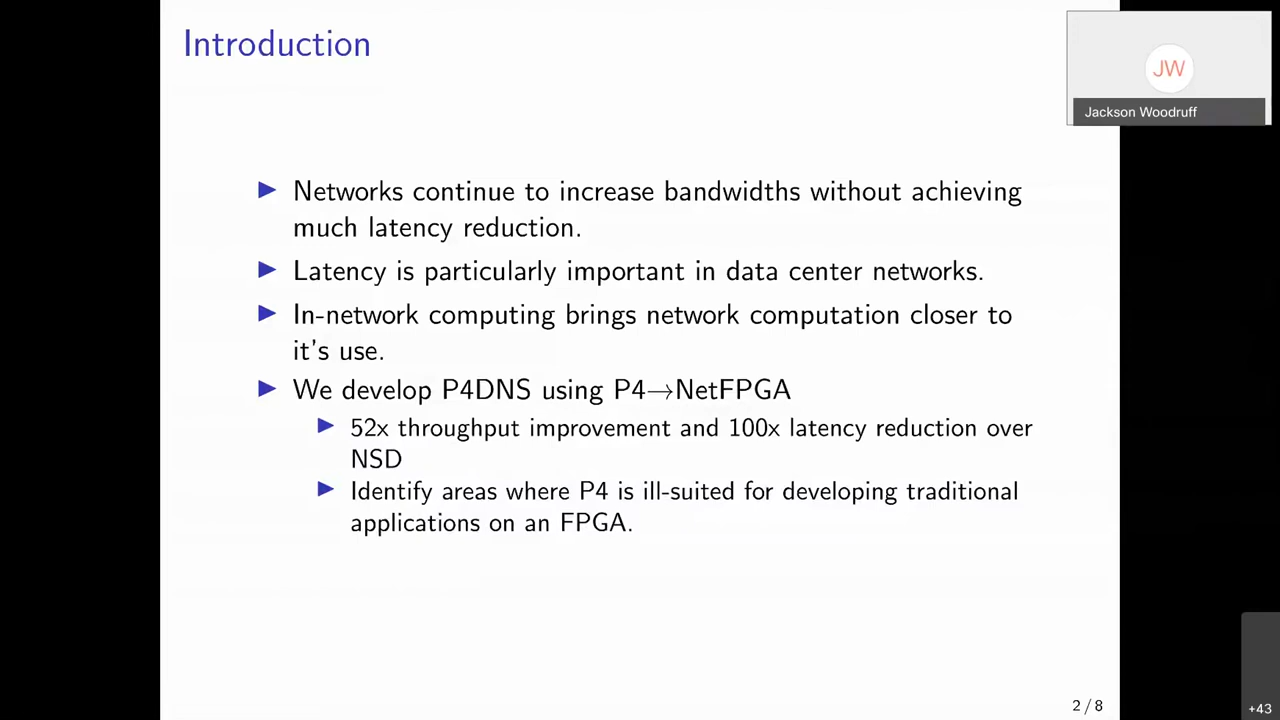 Introduction
JW
Jackson Woodruff
▶ Networks continue to increase bandwidths without achieving
much latency reduction.
▶ Latency is particularly important in data center networks.
▶ In-network computing brings network computation closer to
it's use.
▶ We develop P4DNS using P4→NetFPGA
▶ 52x throughput improvement and 100x latency reduction over
NSD
▶ Identify areas where P4 is ill-suited for developing traditional
applications on an FPGA.
2 / 8
+43